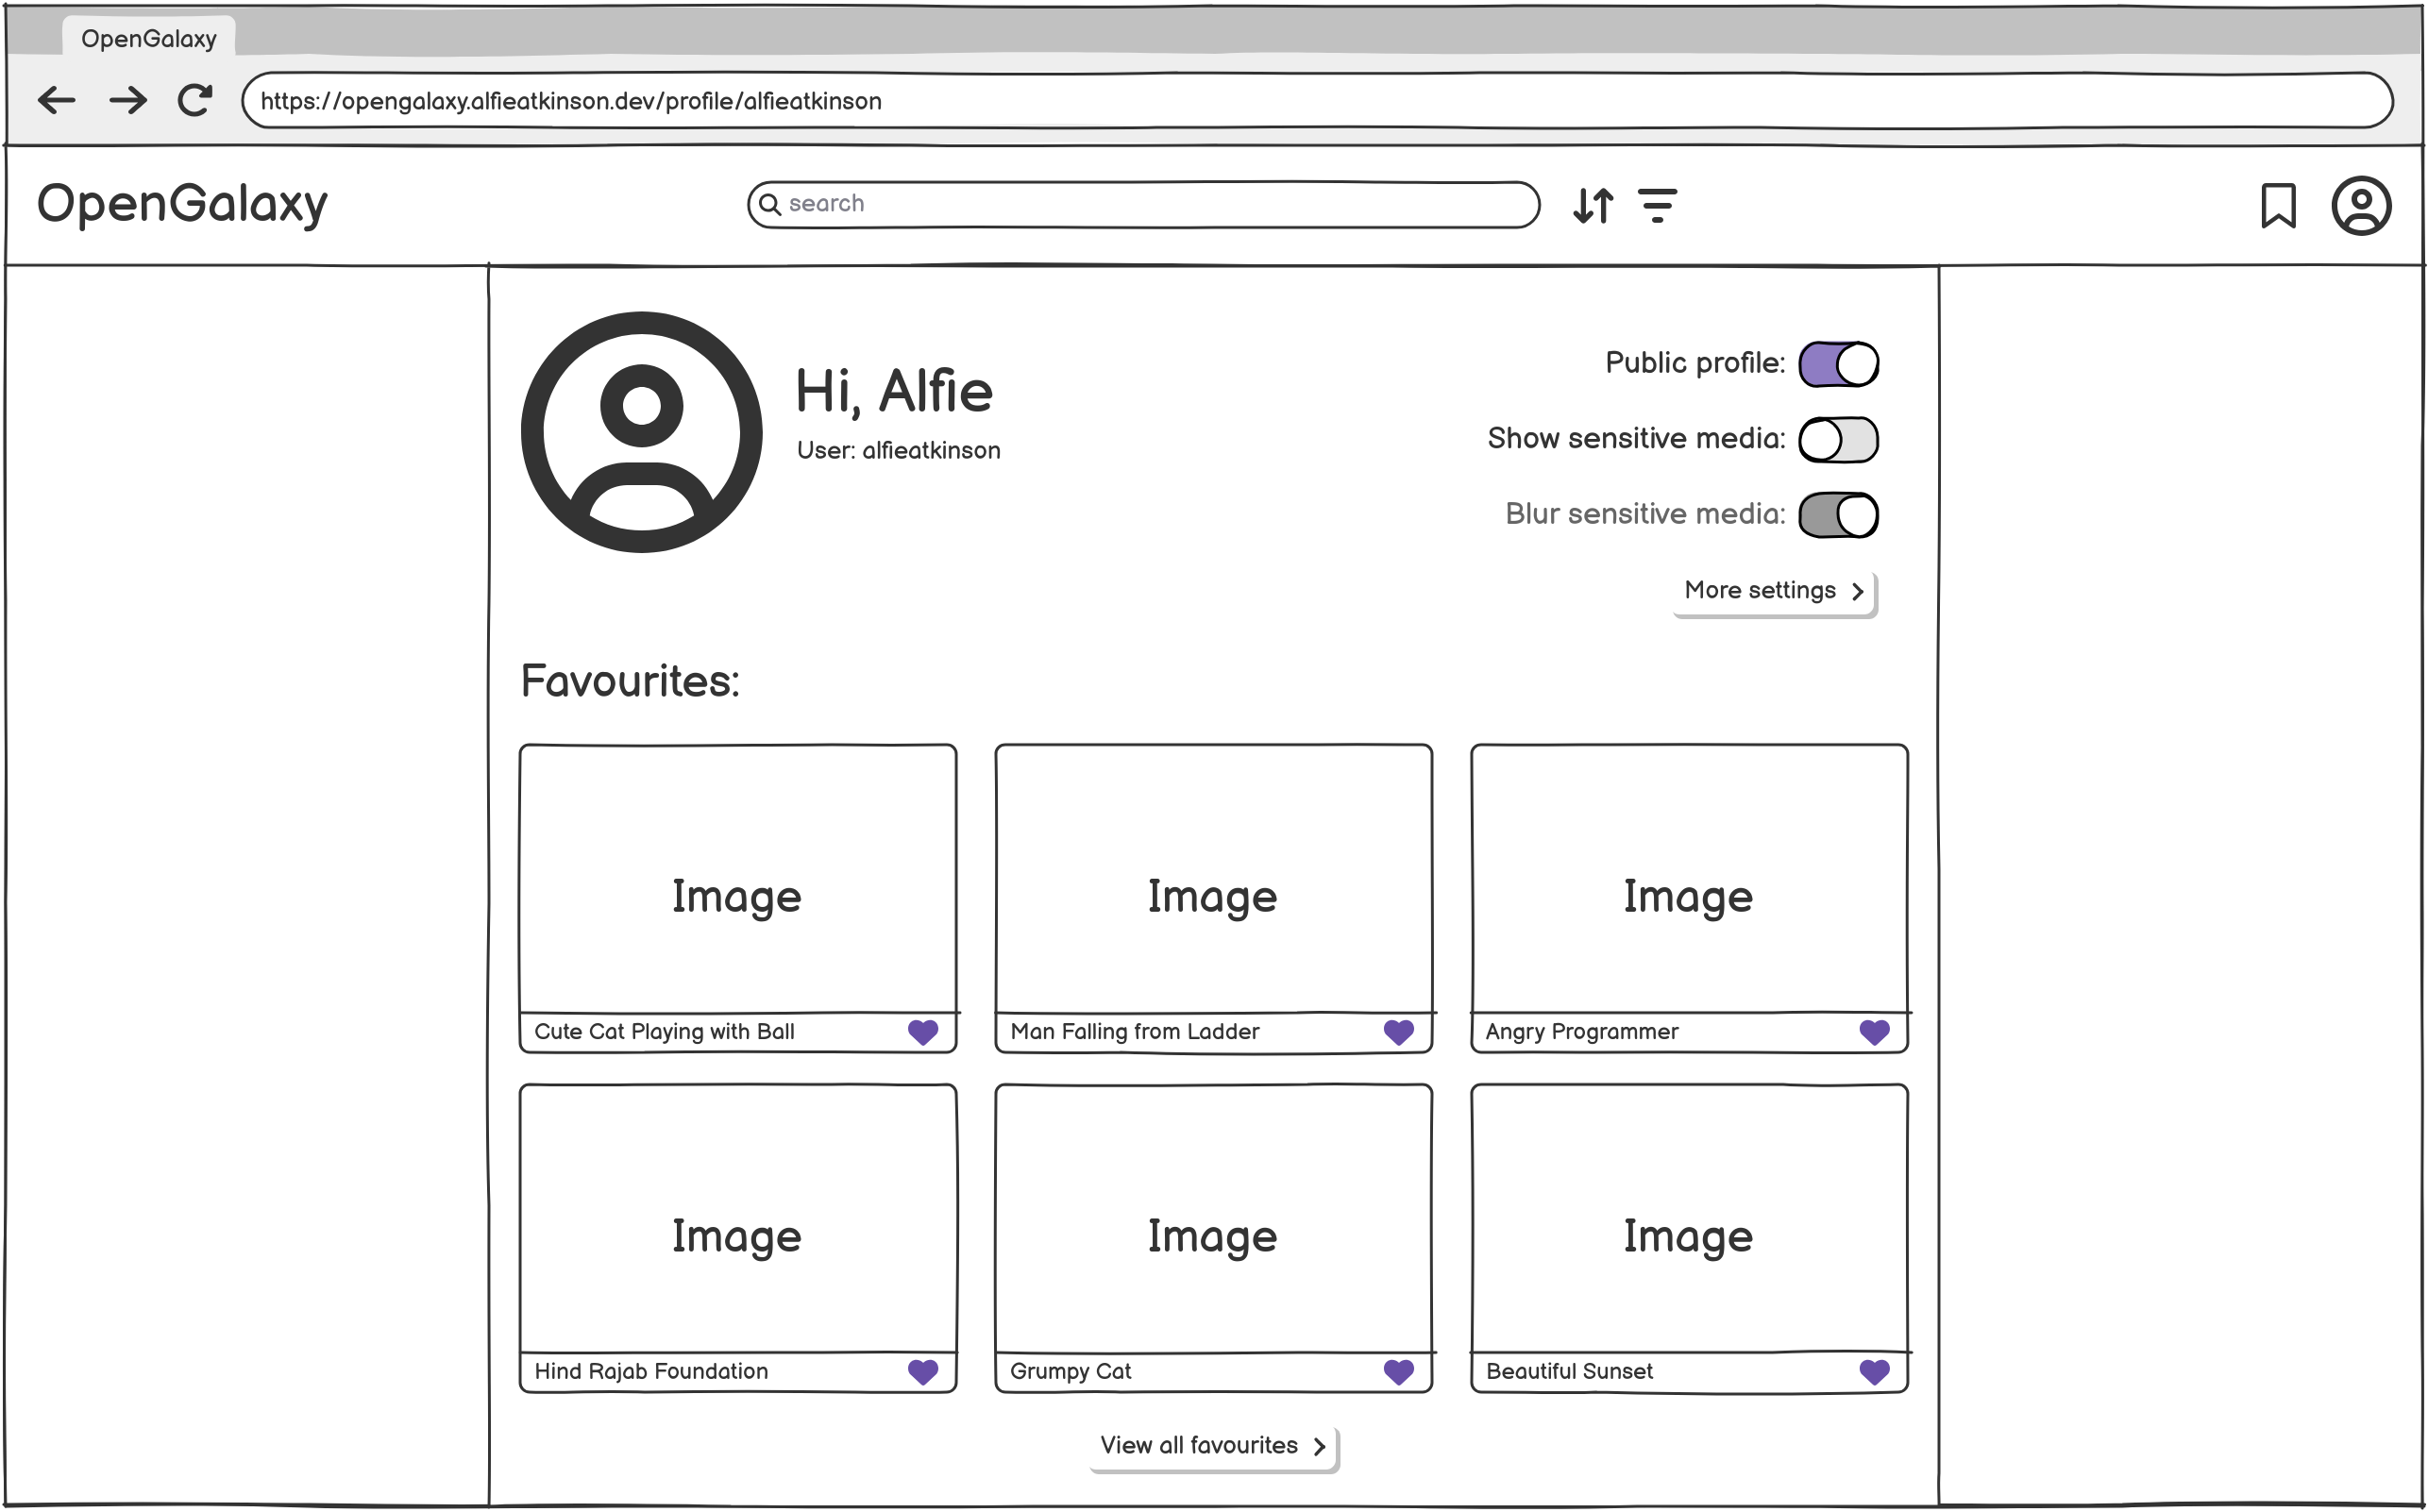 OpenGalaxy
https://opengalaxy.alfieatkinson.dev/profile/alfieatkinson
OpenGalaxy
search
Hi, Alfie
User: alfieatkinson
Public profile:
Show sensitive media:
Blur sensitive media:
More settings
Favourites:
Image
Image
Image
Cute Cat Playing with Ball
Man Falling from Ladder
Angry Programmer
Image
Image
Image
Hind Rajab Foundation
Grumpy Cat
Beautiful Sunset
View all favourites